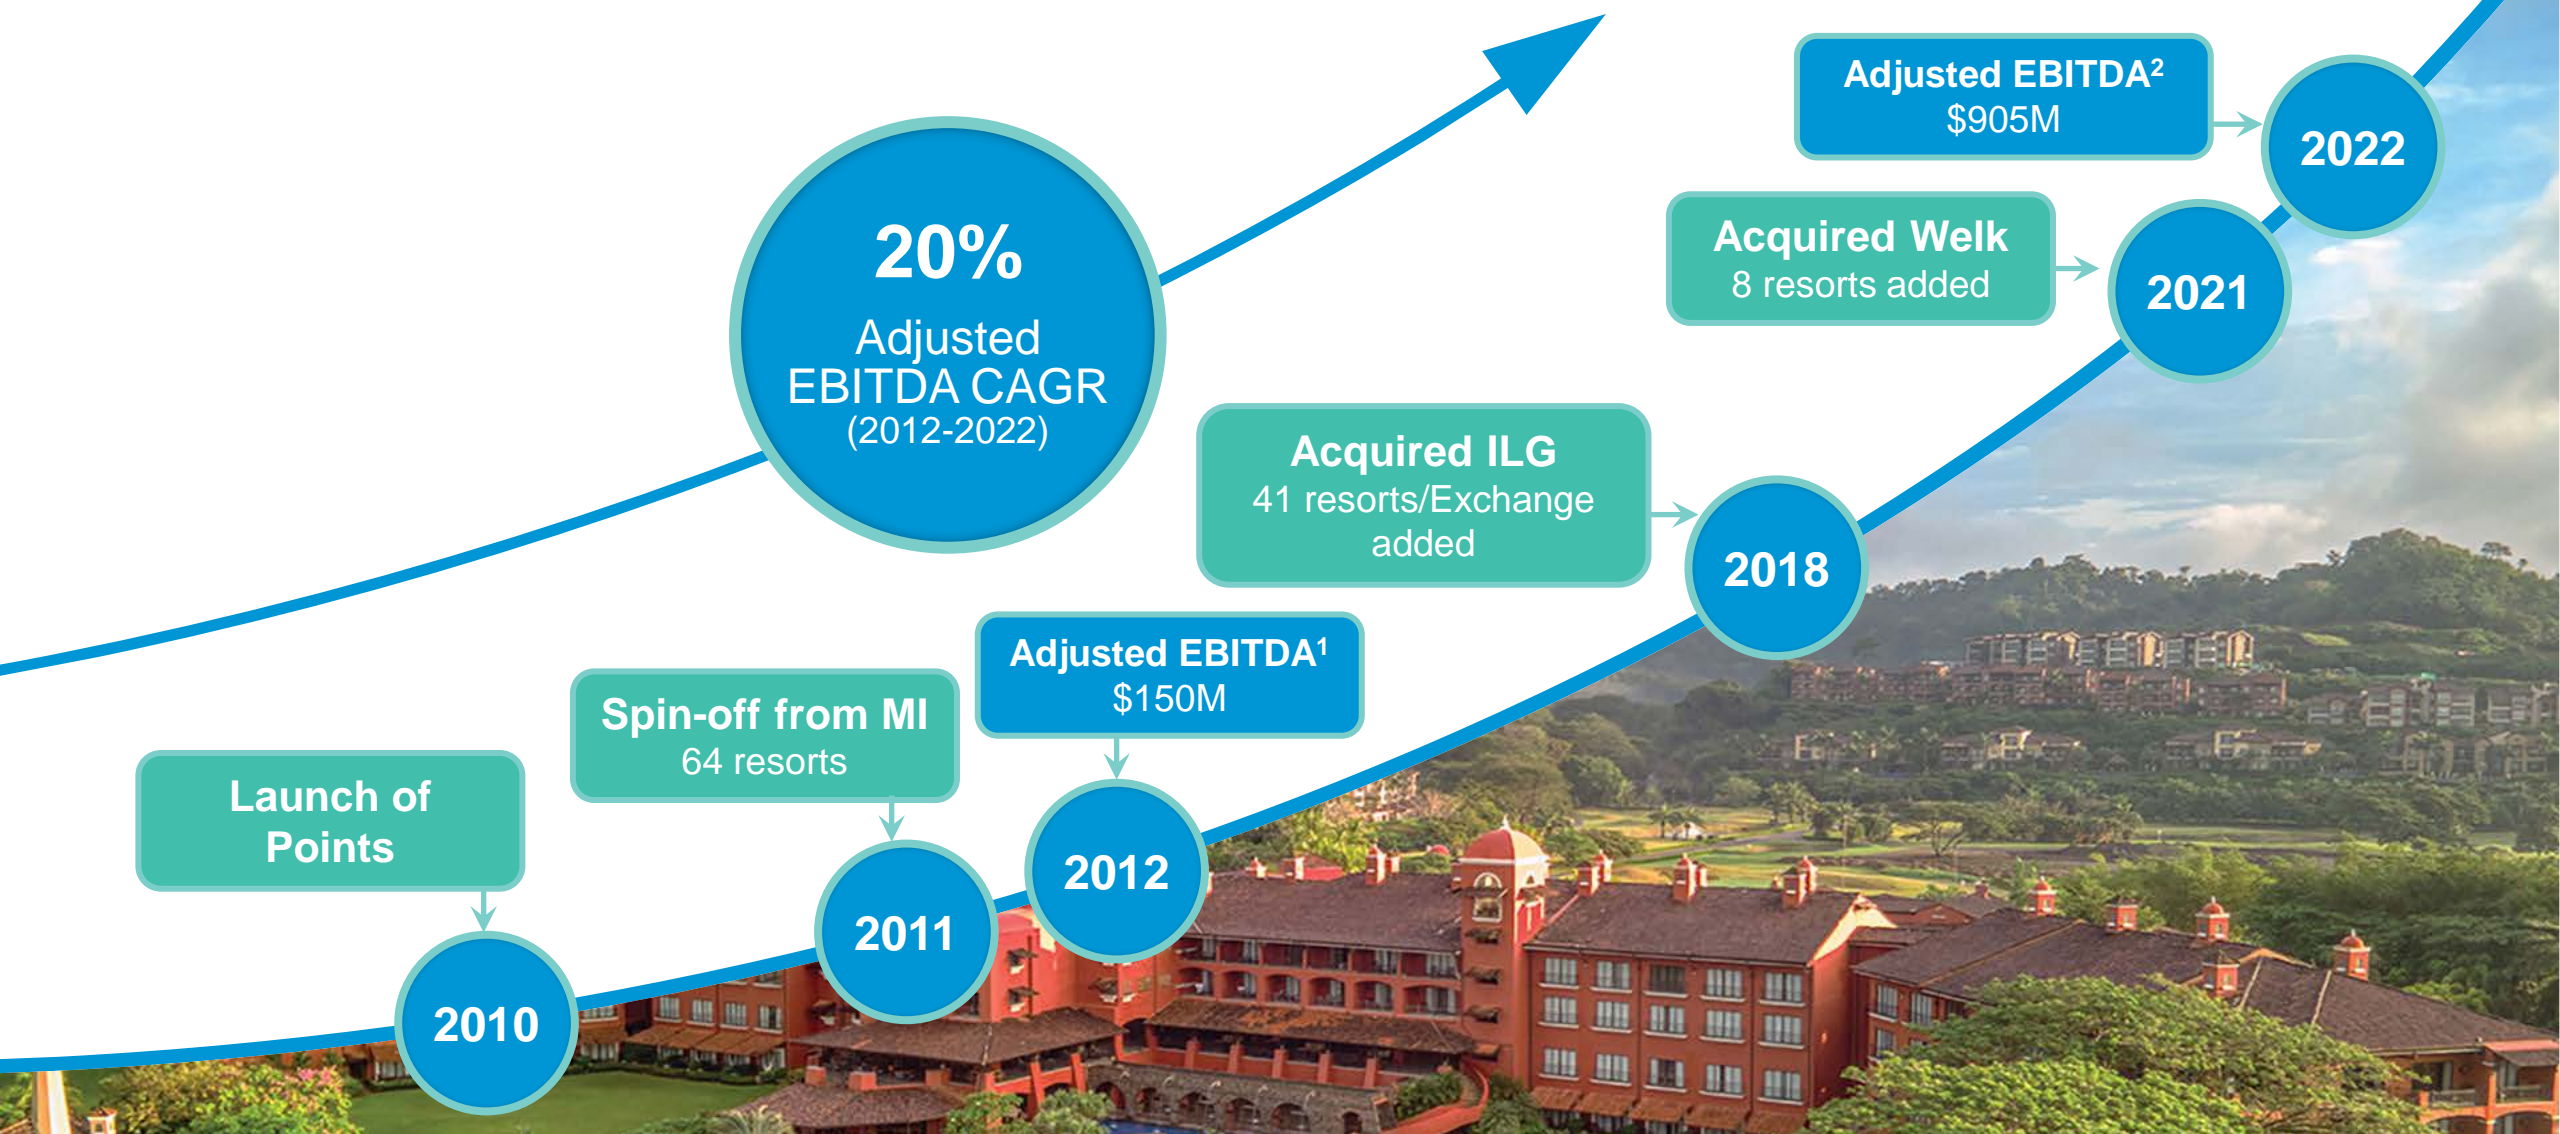 20%
Adjusted
EBITDA CAGR
(2012-2022)
Launch of
Points
2010
Spin-off from MI
64 resorts
2011
Adjusted EBITDA¹
$150M
2012
Acquired ILG
41 resorts/Exchange
added
2018
Acquired Welk
8 resorts added
2021
Adjusted EBITDA²
$905M
2022